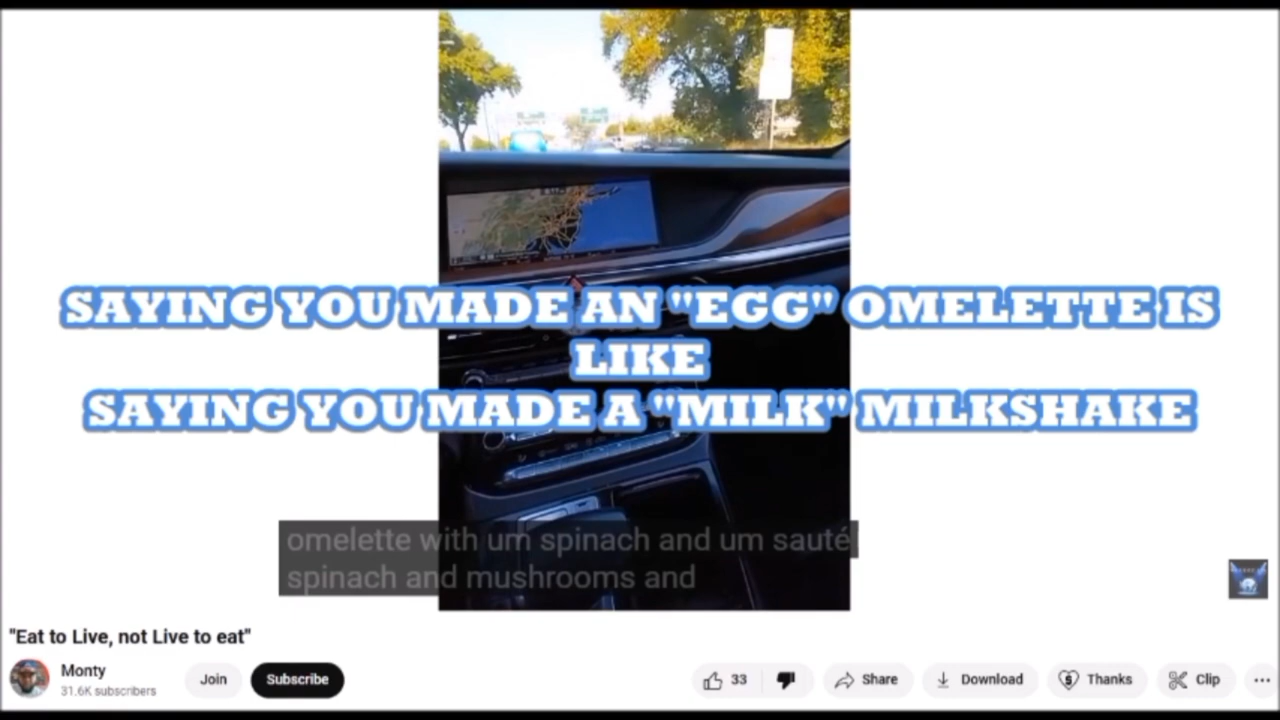 SAYING YOU MADE AN "EGG" OMELETTE IS
LIKE
SAYING YOU MADE A "MILK" MILKSHAKE
omelette with um spinach and um sauté
spinach and mushrooms and
"Eat to Live, not Live to eat"
Monty
31.6K subscribers
Join
Subscribe
33
Share
Download
Thanks
Clip